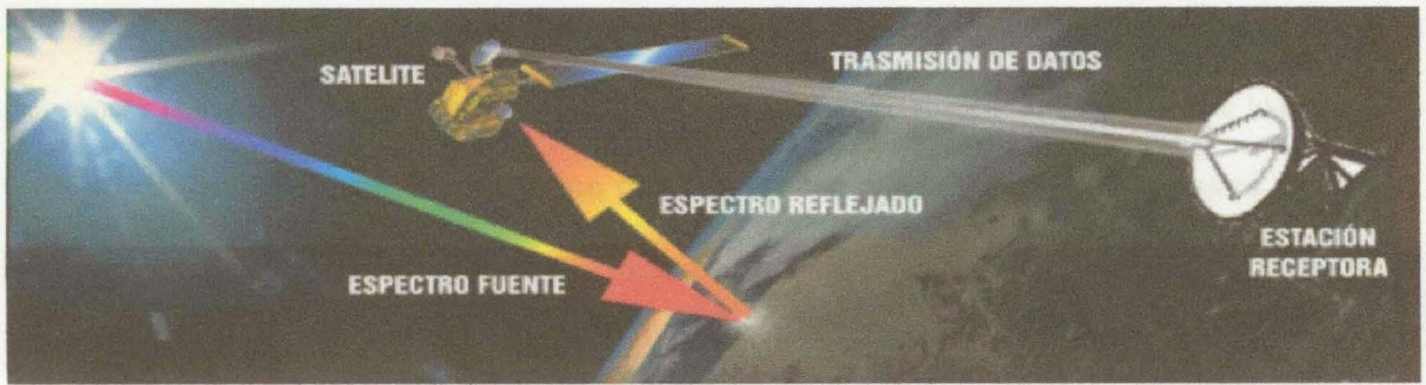 SATELITE
TRASMISIÓN DE DATOS
ESPECTRO REFLEJADO
ESPECTRO FUENTE
ESTACIÓN
RECEPTORA